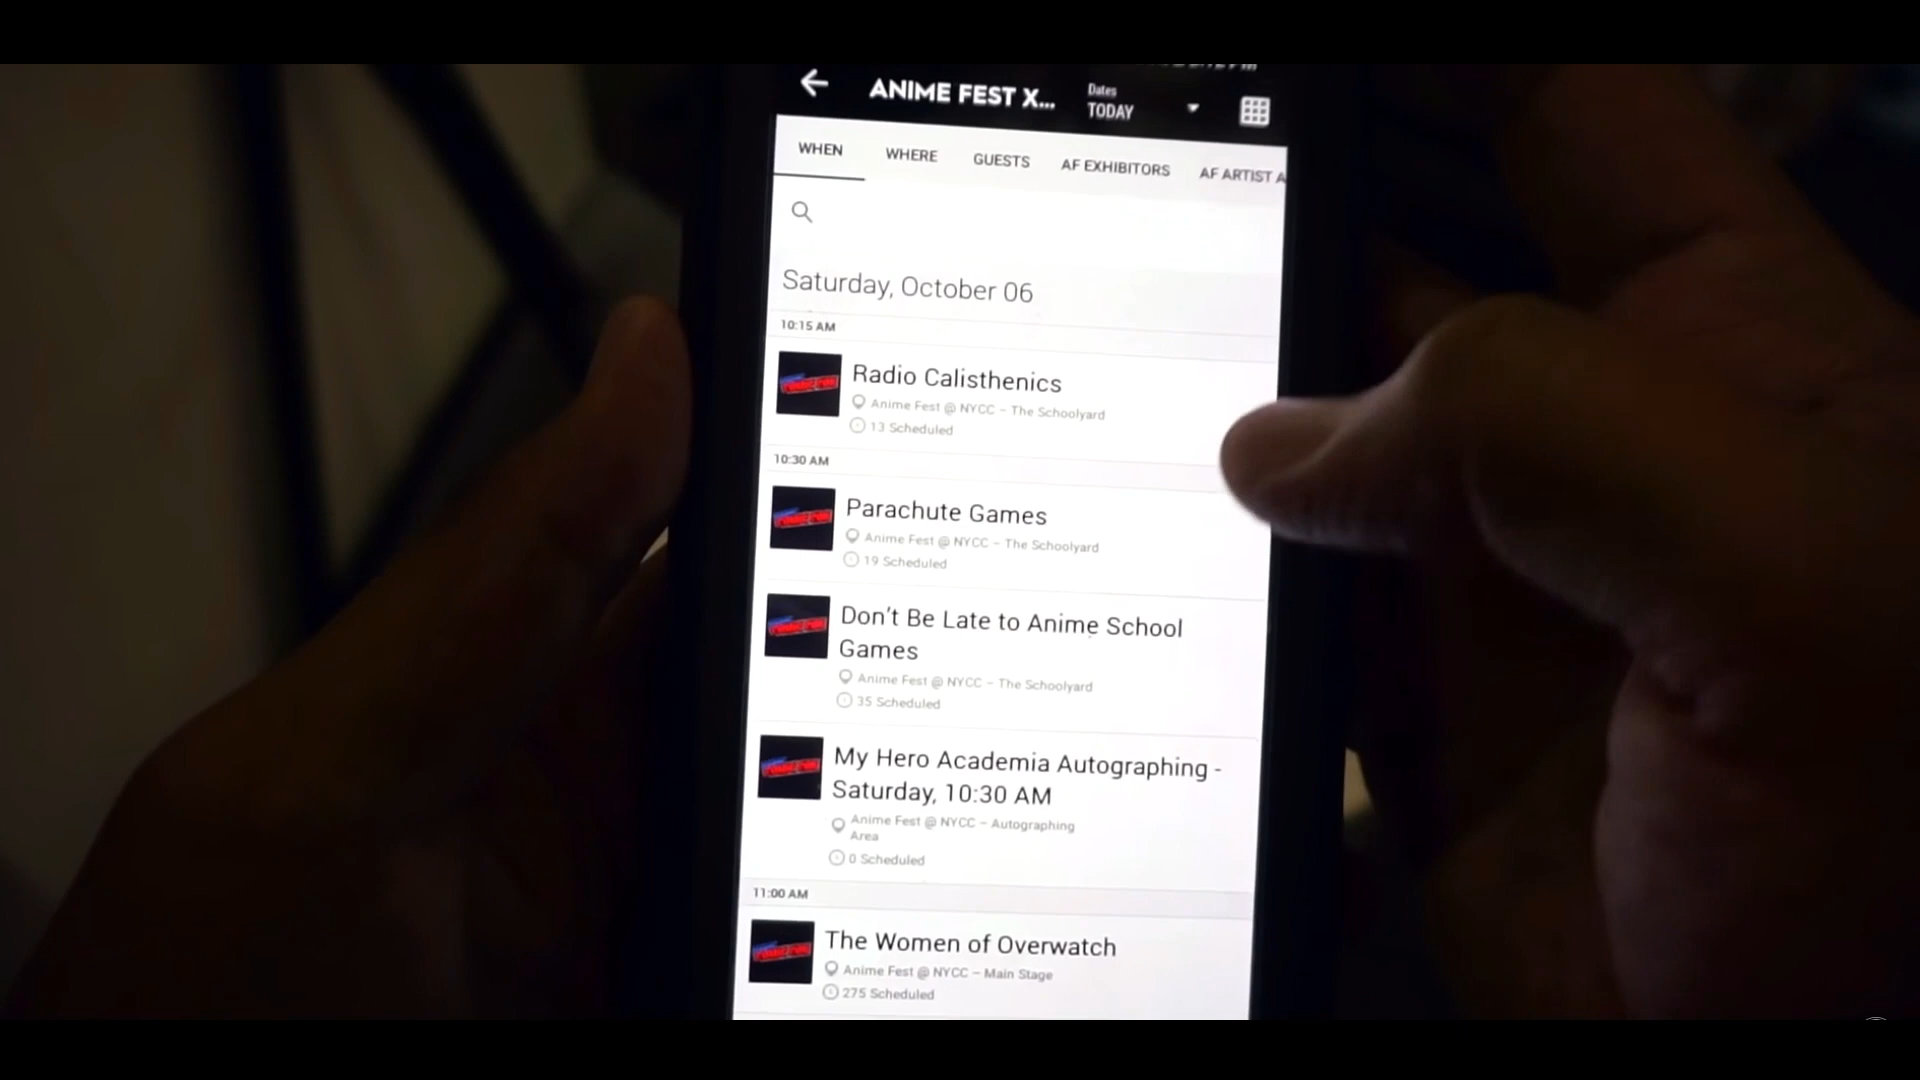 ANIME FEST X...
Dates
TODAY
WHEN
WHERE
GUESTS
AF EXHIBITORS
AF ARTIST A
Saturday, October 06
10:15 AM
Radio Calisthenics
Anime Fest @ NYCC – The Schoolyard
13 Scheduled
10:30 AM
Parachute Games
Anime Fest @ NYCC – The Schoolyard
19 Scheduled
Don't Be Late to Anime School
Games
Anime Fest @ NYCC – The Schoolyard
35 Scheduled
My Hero Academia Autographing -
Saturday, 10:30 AM
Anime Fest @ NYCC – Autographing
Area
0 Scheduled
11:00 AM
The Women of Overwatch
Anime Fest @ NYCC – Main Stage
275 Scheduled